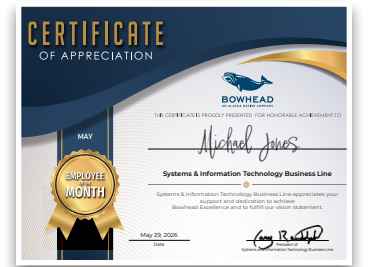 CERTIFICATE
OF APPRECIATION
BOWHEAD
AN ALASKA NATIVE COMPANY
THIS CERTIFICATE IS PROUDLY PRESENTED FOR HONORABLE ACHIEVEMENT TO
Michael Jones
MAY
EMPLOYEE
OF THE
MONTH
Systems & Information Technology Business Line
Systems & Information Technology Business Line appreciates your
support and dedication to achieve
Bowhead Excellence and to fulfill our vision statement.
May 29, 2026
Date
President of
Systems and Information Technology Business Line